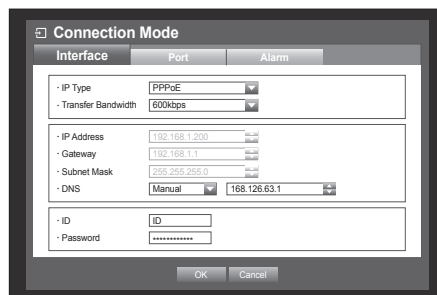 Connection Mode
Interface Port Alarm
· IP Type PPPoE
· Transfer Bandwidth 600kbps
· IP Address 192.168.1.200
· Gateway 192.168.1.1
· Subnet Mask 255.255.255.0
· DNS Manual 168.126.63.1
· ID ID
· Password ************
OK Cancel